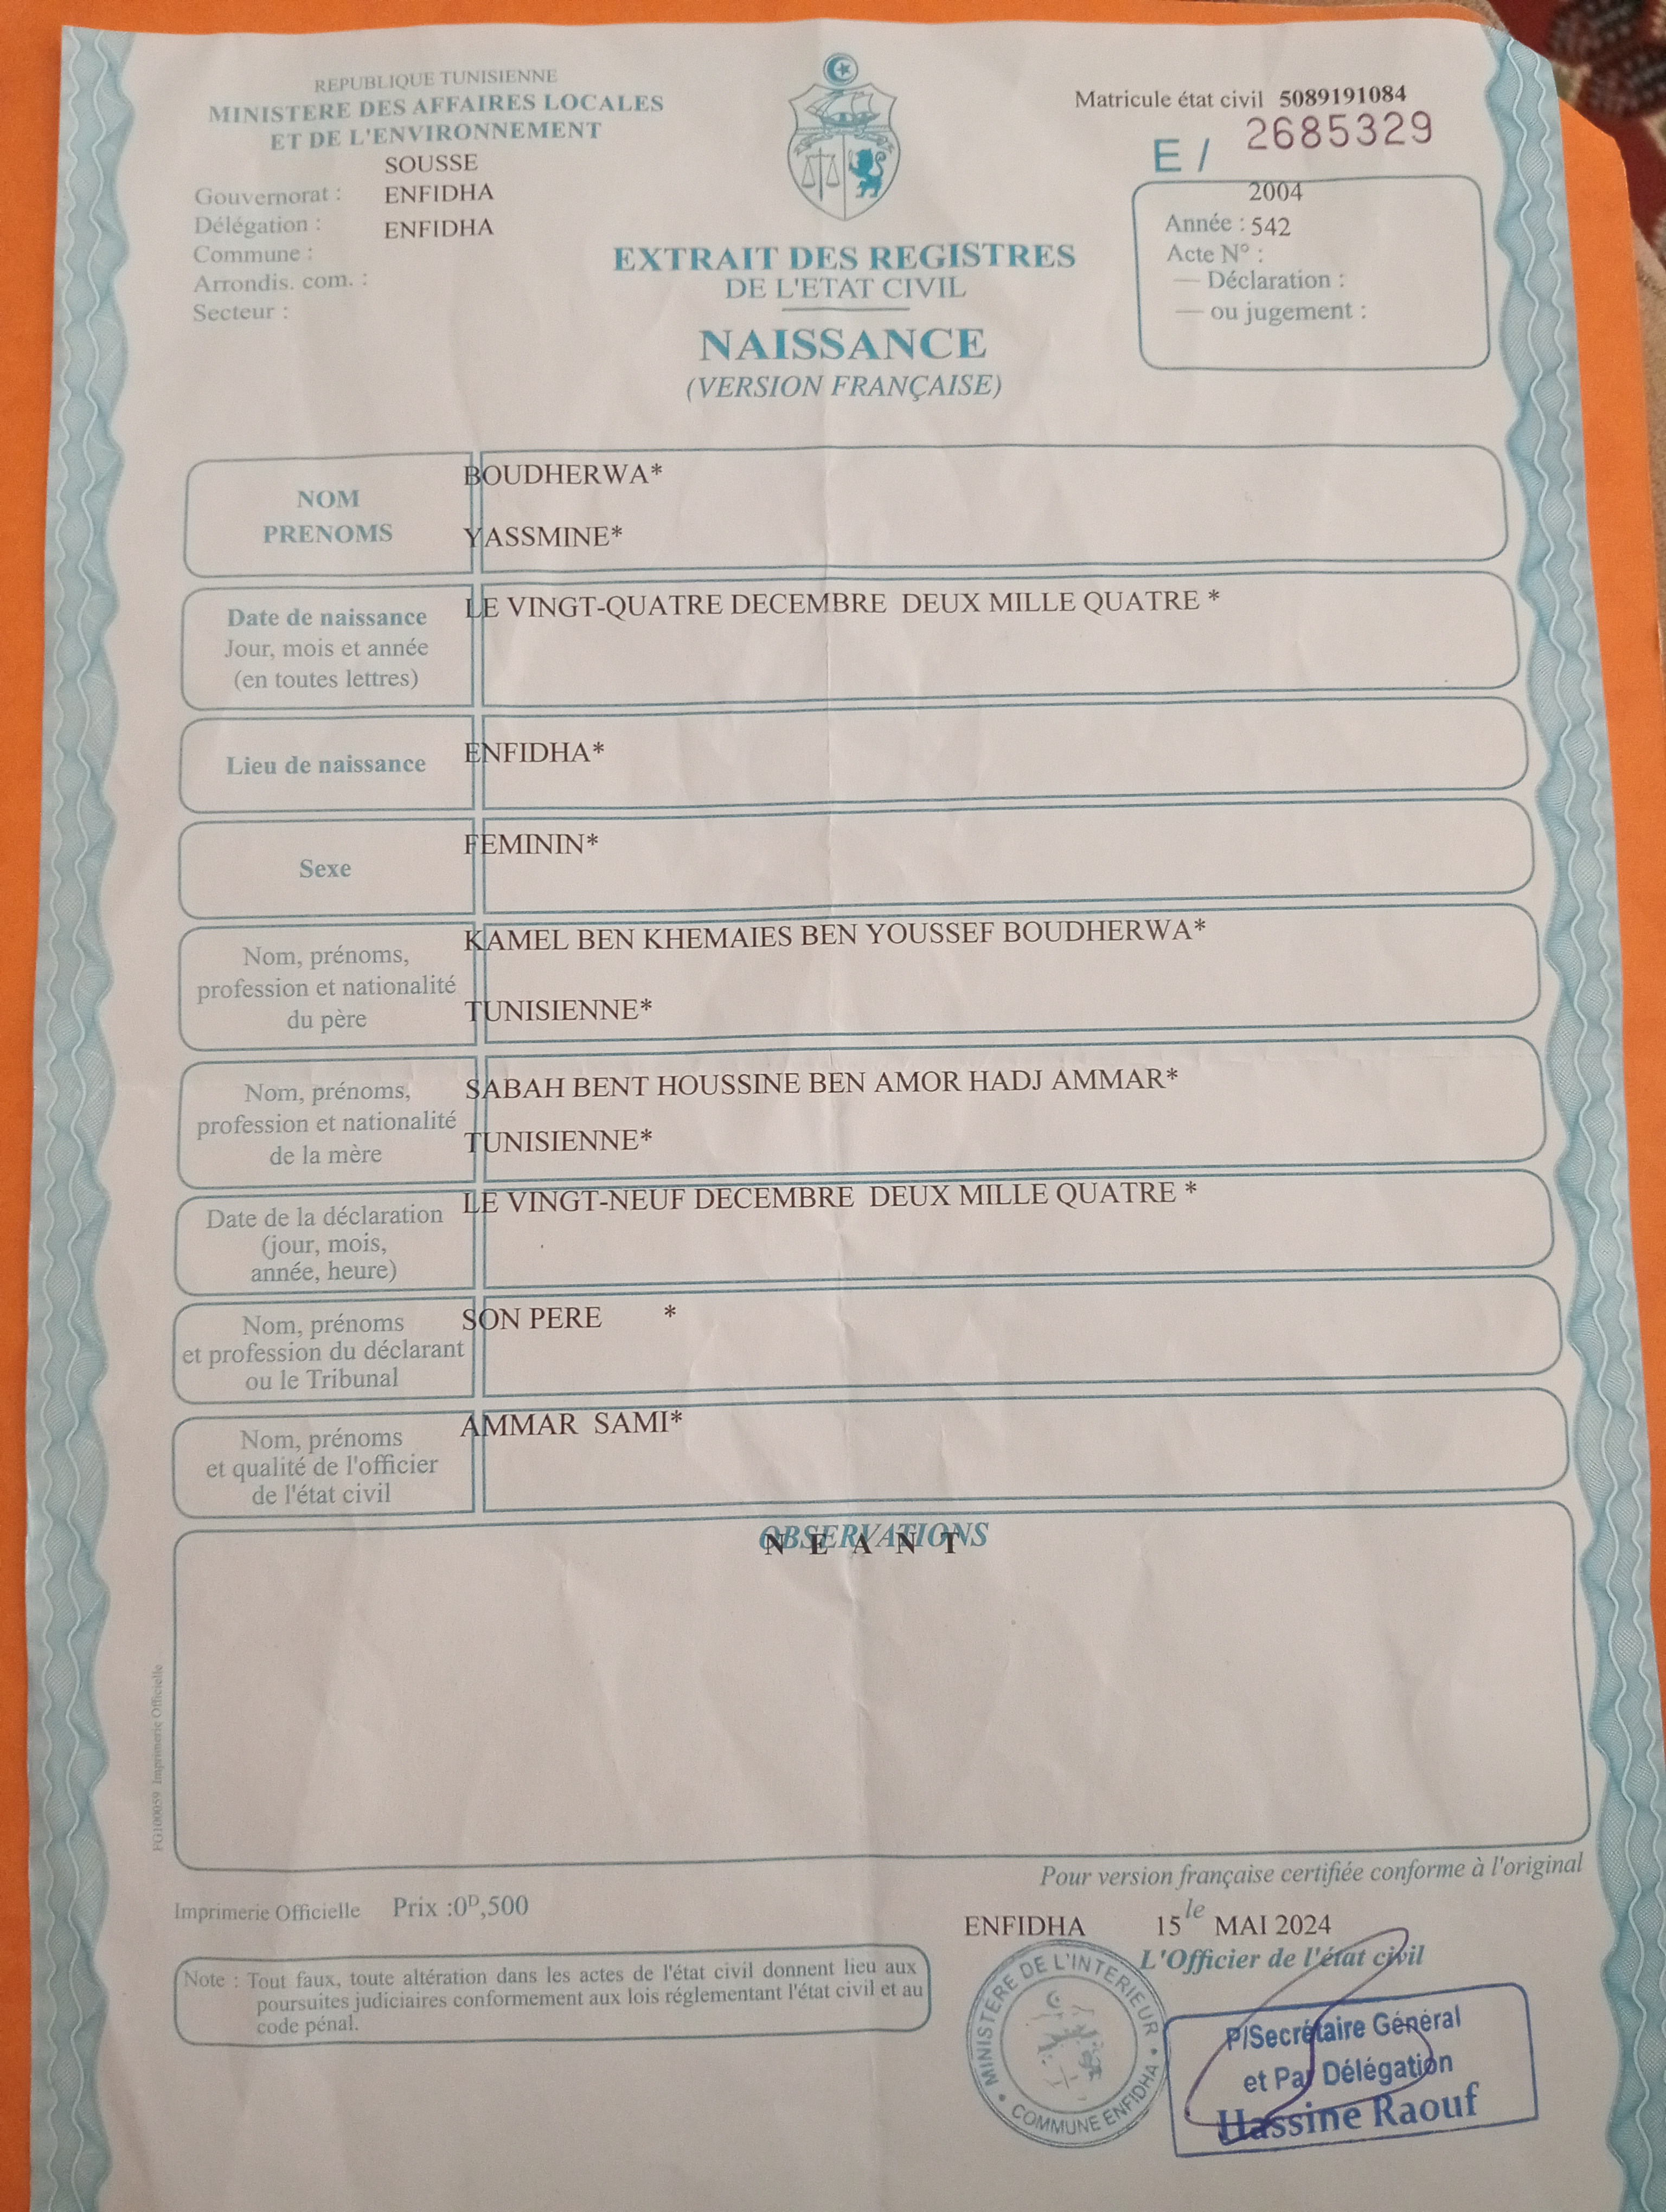 REPUBLIQUE TUNISIENNE
MINISTERE DES AFFAIRES LOCALES
ET DE L'ENVIRONNEMENT
SOUSSE
Gouvernorat : ENFIDHA
Délégation : ENFIDHA
Commune :
Arrondis. com. :
Secteur :
Matricule état civil 5089191084
E / 2685329
2004
Année : 542
Acte N° :
— Déclaration :
— ou jugement :
EXTRAIT DES REGISTRES
DE L'ETAT CIVIL
NAISSANCE
(VERSION FRANÇAISE)
NOM
PRENOMS
BOUDHERWA*
YASSMINE*
Date de naissance
Jour, mois et année
(en toutes lettres)
LE VINGT-QUATRE DECEMBRE DEUX MILLE QUATRE *
Lieu de naissance
ENFIDHA*
Sexe
FEMININ*
Nom, prénoms,
profession et nationalité
du père
KAMEL BEN KHEMAIES BEN YOUSSEF BOUDHERWA*
TUNISIENNE*
Nom, prénoms,
profession et nationalité
de la mère
SABAH BENT HOUSSINE BEN AMOR HADJ AMMAR*
TUNISIENNE*
Date de la déclaration
(jour, mois,
année, heure)
LE VINGT-NEUF DECEMBRE DEUX MILLE QUATRE *
Nom, prénoms
et profession du déclarant
ou le Tribunal
SON PERE *
Nom, prénoms
et qualité de l'officier
de l'état civil
AMMAR SAMI*
OBSERVATIONS
N E A N T
FG100059 Imprimerie Officielle
Pour version française certifiée conforme à l'original
Imprimerie Officielle Prix :0D,500
ENFIDHA 15 le MAI 2024
L'Officier de l'état civil
Note : Tout faux, toute altération dans les actes de l'état civil donnent lieu aux
poursuites judiciaires conformement aux lois réglementant l'état civil et au
code pénal.
MINISTERE DE L'INTERIEUR
COMMUNE ENFIDHA
P/Secrétaire Général
et Par Délégation
Hassine Raouf